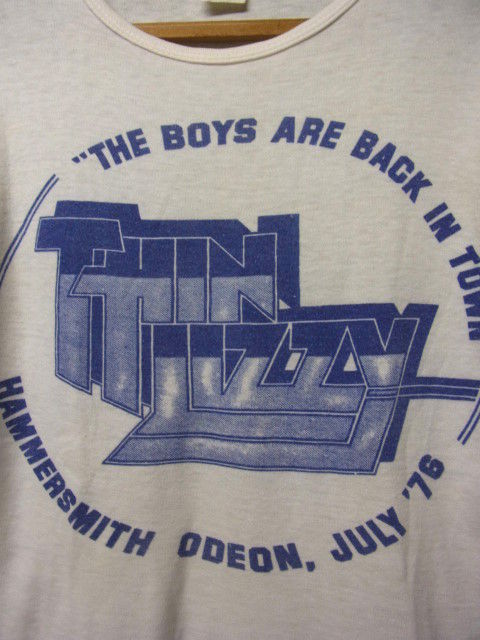 "THE BOYS ARE BACK IN TOWN
THIN
LIZZY
HAMMERSMITH ODEON, JULY '76